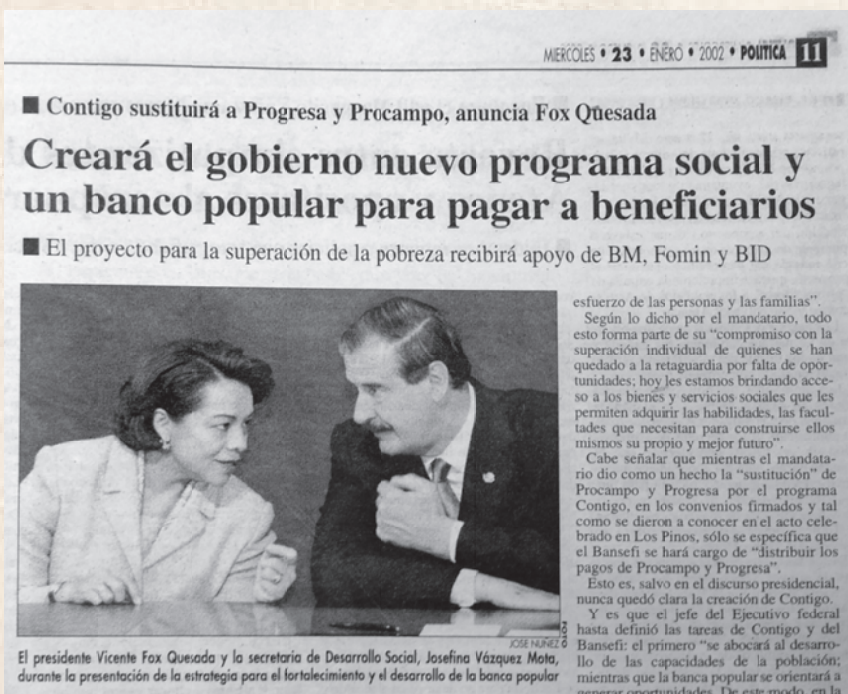 MIERCOLES • 23 • ENERO • 2002 • POLITICA 11
■ Contigo sustituirá a Progresa y Procampo, anuncia Fox Quesada
Creará el gobierno nuevo programa social y
un banco popular para pagar a beneficiarios
■ El proyecto para la superación de la pobreza recibirá apoyo de BM, Fomin y BID
JOSE NUÑEZ
El presidente Vicente Fox Quesada y la secretaria de Desarrollo Social, Josefina Vázquez Mota,
durante la presentación de la estrategia para el fortalecimiento y el desarrollo de la banca popular
esfuerzo de las personas y las familias”.
Según lo dicho por el mandatario, todo
esto forma parte de su “compromiso con la
superación individual de quienes se han
quedado a la retaguardia por falta de opor-
tunidades; hoy les estamos brindando acce-
so a los bienes y servicios sociales que les
permiten adquirir las habilidades, las facul-
tades que necesitan para construirse ellos
mismos su propio y mejor futuro”.
Cabe señalar que mientras el mandata-
rio dio como un hecho la “sustitución” de
Procampo y Progresa por el programa
Contigo, en los convenios firmados y tal
como se dieron a conocer en el acto cele-
brado en Los Pinos, sólo se especifica que
el Bansefi se hará cargo de “distribuir los
pagos de Procampo y Progresa”.
Esto es, salvo en el discurso presidencial,
nunca quedó clara la creación de Contigo.
Y es que el jefe del Ejecutivo federal
hasta definió las tareas de Contigo y del
Bansefi: el primero “se abocará al desarro-
llo de las capacidades de la población;
mientras que la banca popular se orientará a
generar oportunidades. De este modo, en la